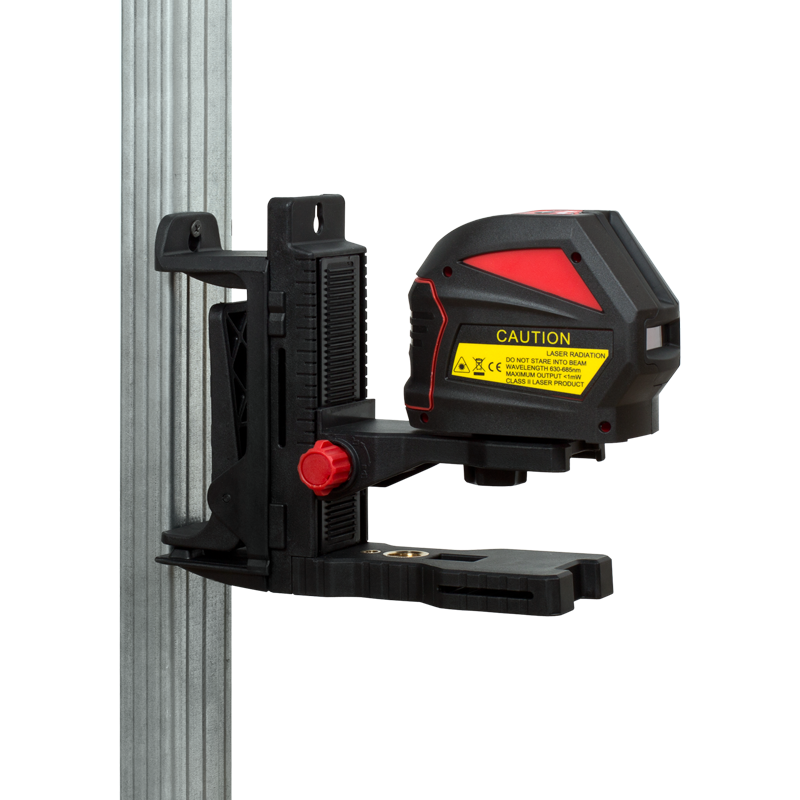 CAUTION
LASER RADIATION
DO NOT STARE INTO BEAM
WAVELENGTH 630-685nm
MAXIMUM OUTPUT <1mW
CLASS II LASER PRODUCT
CE